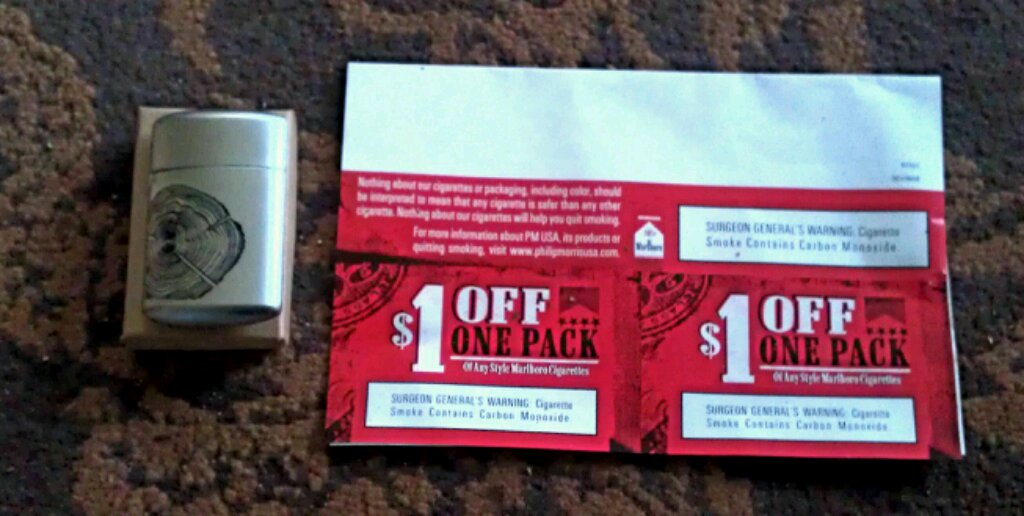 Nothing about our cigarettes or packaging, including color, should
be interpreted to mean that any cigarette is safer than any other
cigarette. Nothing about our cigarettes will help you quit smoking.
For more information about PM USA, its products or
quitting smoking, visit www.philipmorrisusa.com.
Marlboro
SURGEON GENERAL'S WARNING: Cigarette
Smoke Contains Carbon Monoxide.
$1 OFF
ONE PACK
Of Any Style Marlboro Cigarettes
SURGEON GENERAL'S WARNING: Cigarette
Smoke Contains Carbon Monoxide.
$1 OFF
ONE PACK
Of Any Style Marlboro Cigarettes
SURGEON GENERAL'S WARNING: Cigarette
Smoke Contains Carbon Monoxide.